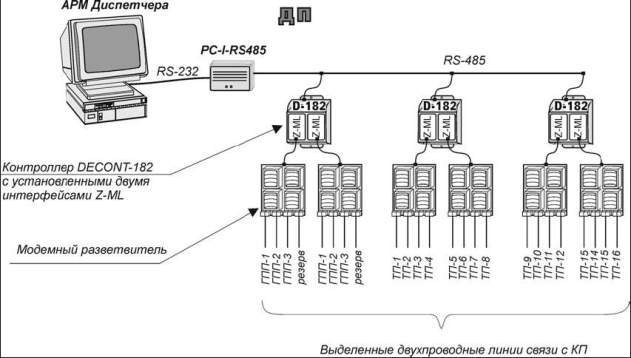 АРМ Диспетчера
ДП
PC-I-RS485
RS-232
RS-485
D-182
D-182
D-182
Z-ML
Z-ML
Z-ML
Z-ML
Z-ML
Z-ML
Контроллер DECONT-182
с установленными двумя
интерфейсами Z-ML
Модемный разветвитель
ГПП-1
ГПП-2
ГПП-3
резерв
ГПП-1
ГПП-2
ГПП-3
резерв
ТП-1
ТП-2
ТП-3
ТП-4
ТП-5
ТП-6
ТП-7
ТП-8
ТП-9
ТП-10
ТП-11
ТП-12
ТП-15
ТП-14
ТП-15
ТП-16
Выделенные двухпроводные линии связи с КП